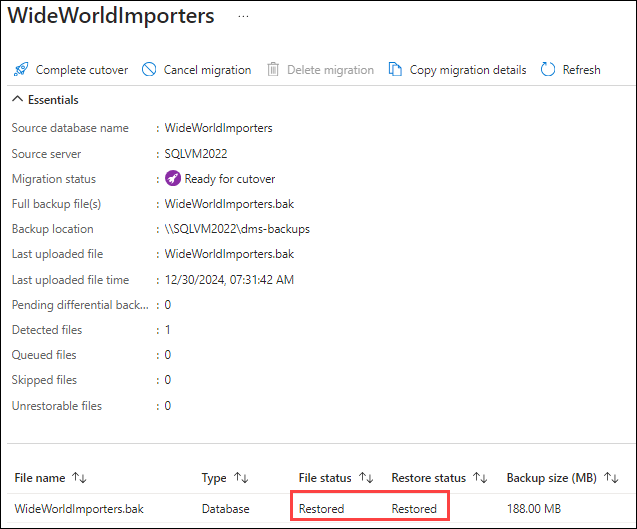 WideWorldImporters ...
Complete cutover Cancel migration Delete migration Copy migration details Refresh
Essentials
Source database name : WideWorldImporters
Source server : SQLVM2022
Migration status : Ready for cutover
Full backup file(s) : WideWorldImporters.bak
Backup location : \\SQLVM2022\dms-backups
Last uploaded file : WideWorldImporters.bak
Last uploaded file time : 12/30/2024, 07:31:42 AM
Pending differential back... : 0
Detected files : 1
Queued files : 0
Skipped files : 0
Unrestorable files : 0
File name ↑↓ Type ↑↓ File status ↑↓ Restore status ↑↓ Backup size (MB) ↑↓
WideWorldImporters.bak Database Restored Restored 188.00 MB